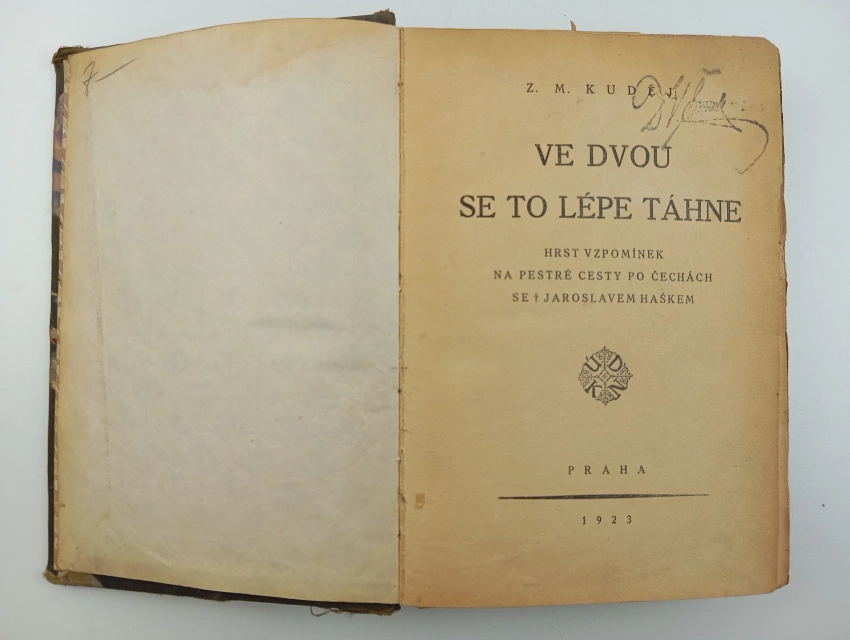 Z. M. KUDĚJ
VE DVOU
SE TO LÉPE TÁHNE
HRST VZPOMÍNEK
NA PESTRÉ CESTY PO ČECHÁCH
SE † JAROSLAVEM HAŠKEM
Ú D
K N
PRAHA
1923